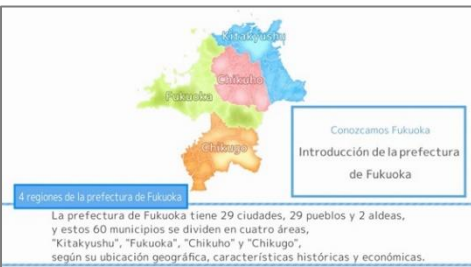 Kitakyushu
Chikuho
Fukuoka
Chikugo
Conozcamos Fukuoka
Introducción de la prefectura
de Fukuoka
4 regiones de la prefectura de Fukuoka
La prefectura de Fukuoka tiene 29 ciudades, 29 pueblos y 2 aldeas,
y estos 60 municipios se dividen en cuatro áreas,
"Kitakyushu", "Fukuoka", "Chikuho" y "Chikugo",
según su ubicación geográfica, características históricas y económicas.